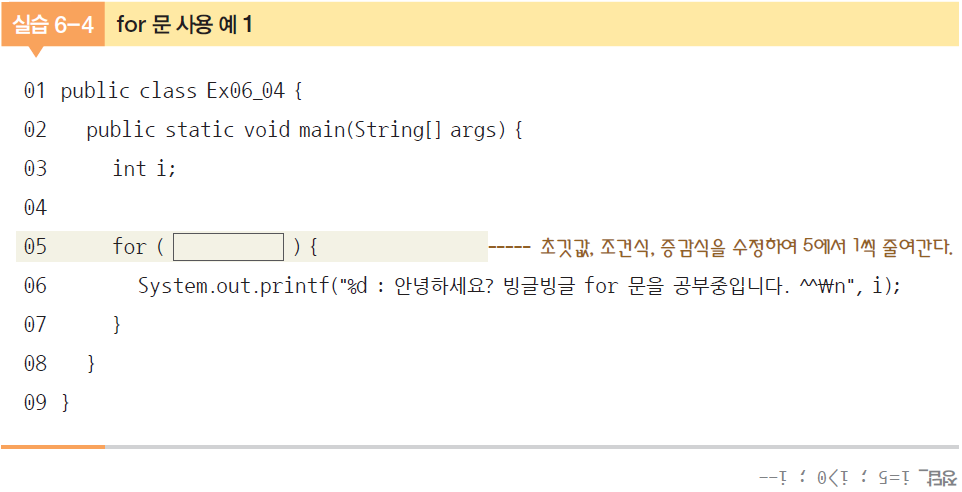 실습 6-4 for 문 사용 예 1
01 public class Ex06_04 {
02 public static void main(String[] args) {
03 int i;
04
05 for ( ) { ----- 초깃값, 조건식, 증감식을 수정하여 5에서 1씩 줄여간다.
06 System.out.printf("%d : 안녕하세요? 빙글빙글 for 문을 공부중입니다. ^^₩n", i);
07 }
08 }
09 }
정답_ i=5 ; i>0 ; i--